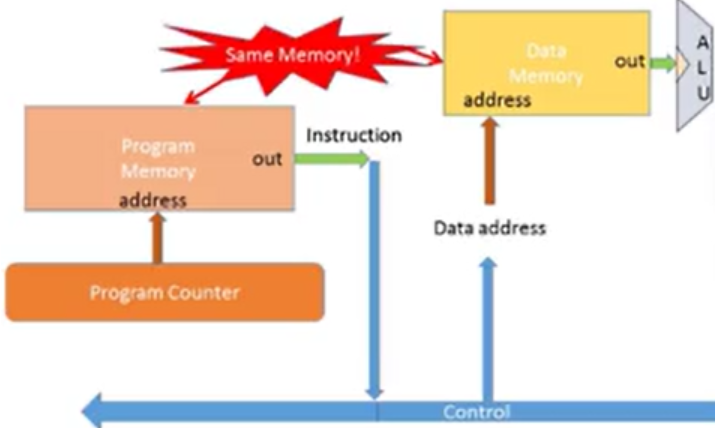 Same Memory!
Data
Memory
out
address
A
L
U
Program
Memory
out
address
Instruction
Data address
Program Counter
Control